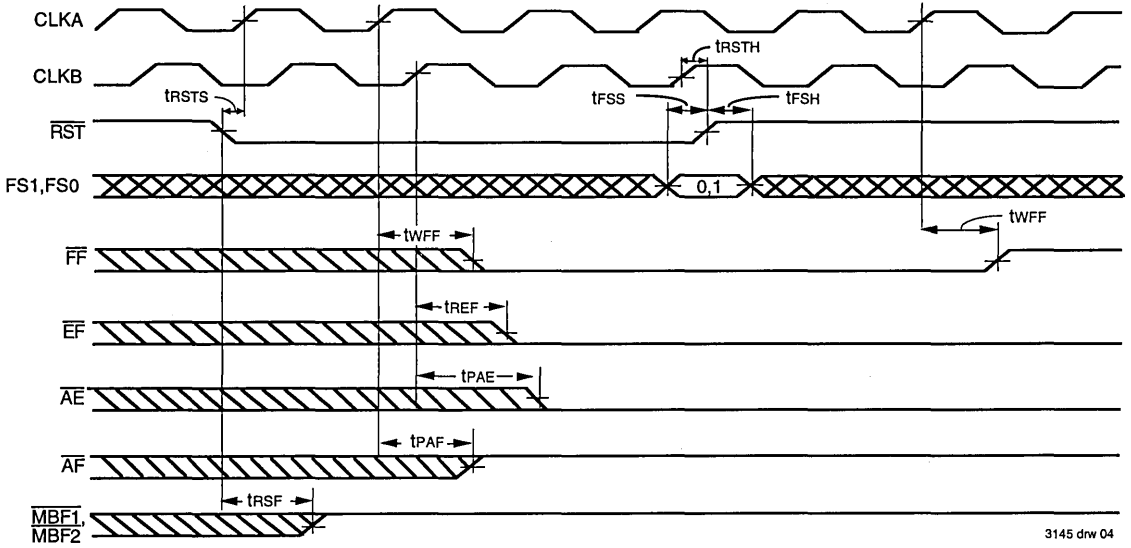 CLKA
tRSTH
CLKB
tRSTS
tFSS
tFSH
RST
FS1,FS0
0,1
tWFF
tWFF
FF
tREF
EF
tPAE
AE
tPAF
AF
tRSF
MBF1,
MBF2
3145 drw 04